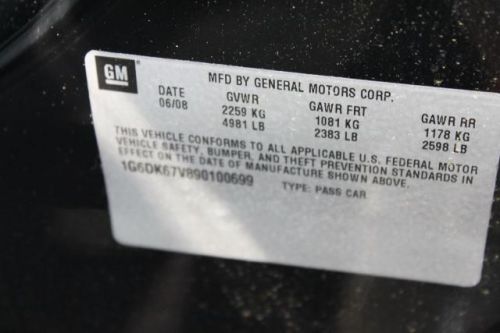 GM
MFD BY GENERAL MOTORS CORP.
DATE GVWR GAWR FRT GAWR RR
06/08 2259 KG 1081 KG 1178 KG
4981 LB 2383 LB 2598 LB
THIS VEHICLE CONFORMS TO ALL APPLICABLE U.S. FEDERAL MOTOR
VEHICLE SAFETY, BUMPER, AND THEFT PREVENTION STANDARDS IN
EFFECT ON THE DATE OF MANUFACTURE SHOWN ABOVE.
1G6DK67V890100699 TYPE: PASS CAR